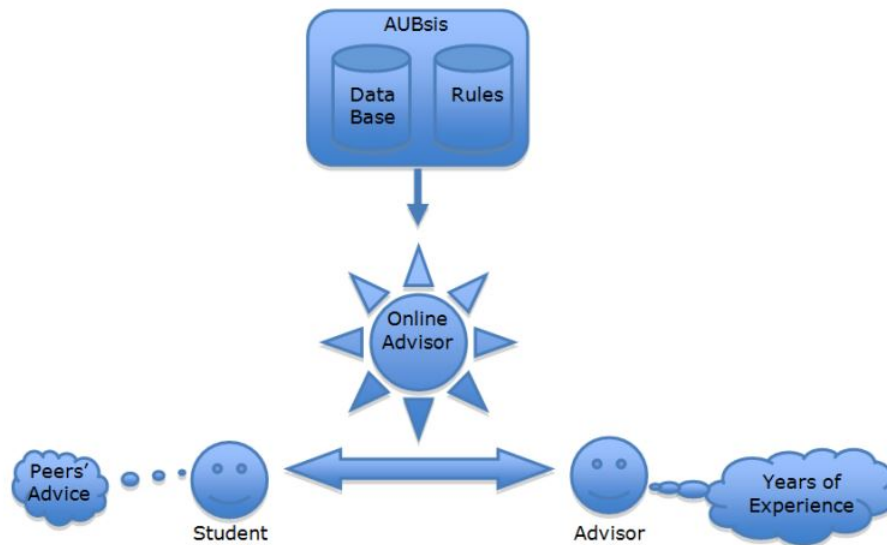 AUBsis
Data
Base
Rules
Online
Advisor
Peers'
Advice
Student
Advisor
Years of
Experience